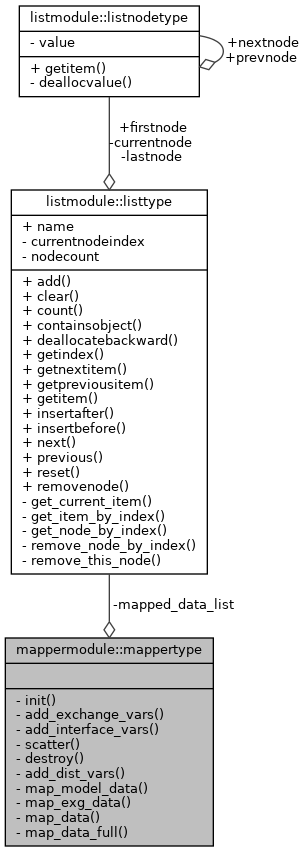 listmodule::listnodetype
- value
+ getitem()
- deallocvalue()
+nextnode
+prevnode
+firstnode
-currentnode
-lastnode
listmodule::listtype
+ name
- currentnodeindex
- nodecount
+ add()
+ clear()
+ count()
+ containsobject()
+ deallocatebackward()
+ getindex()
+ getnextitem()
+ getpreviousitem()
+ getitem()
+ insertafter()
+ insertbefore()
+ next()
+ previous()
+ reset()
+ removenode()
- get_current_item()
- get_item_by_index()
- get_node_by_index()
- remove_node_by_index()
- remove_this_node()
-mapped_data_list
mappermodule::mappertype
- init()
- add_exchange_vars()
- add_interface_vars()
- scatter()
- destroy()
- add_dist_vars()
- map_model_data()
- map_exg_data()
- map_data()
- map_data_full()